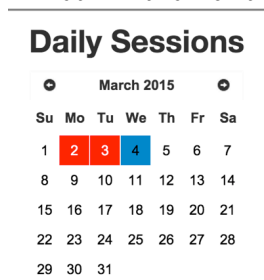 Daily Sessions
March 2015
Su Mo Tu We Th Fr Sa
1 2 3 4 5 6 7
8 9 10 11 12 13 14
15 16 17 18 19 20 21
22 23 24 25 26 27 28
29 30 31